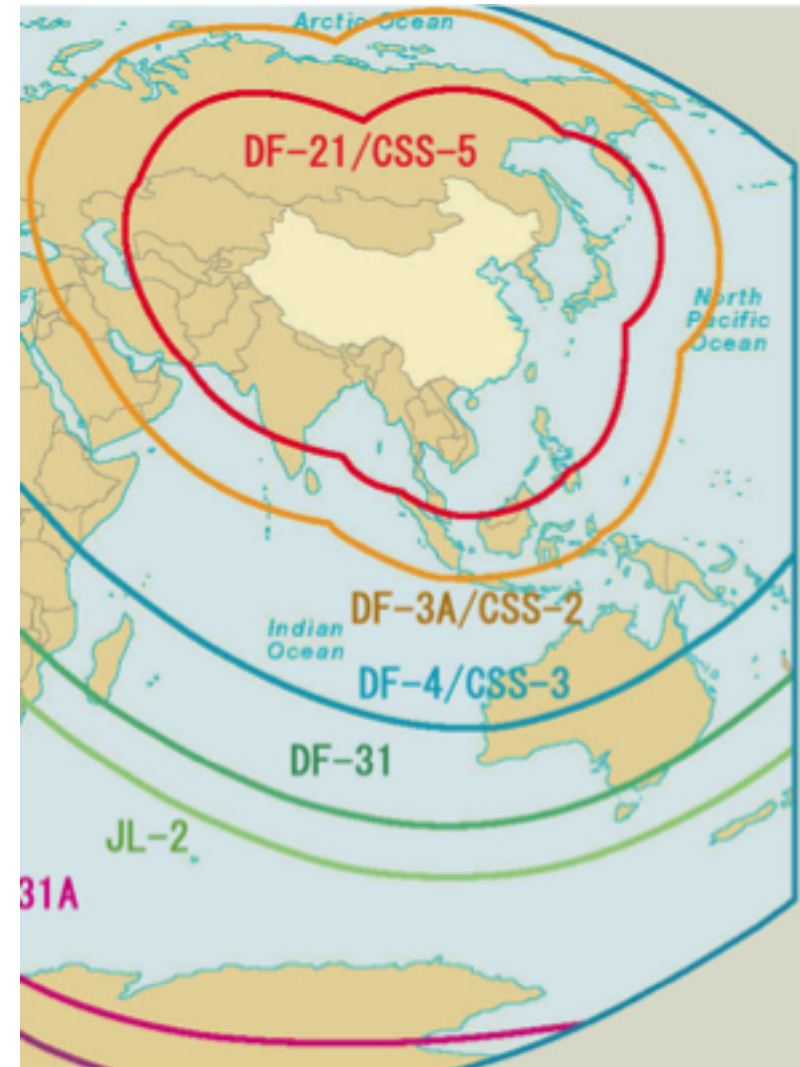 Arctic Ocean
DF-21/CSS-5
North
Pacific
Ocean
DF-3A/CSS-2
Indian
Ocean
DF-4/CSS-3
DF-31
JL-2
31A